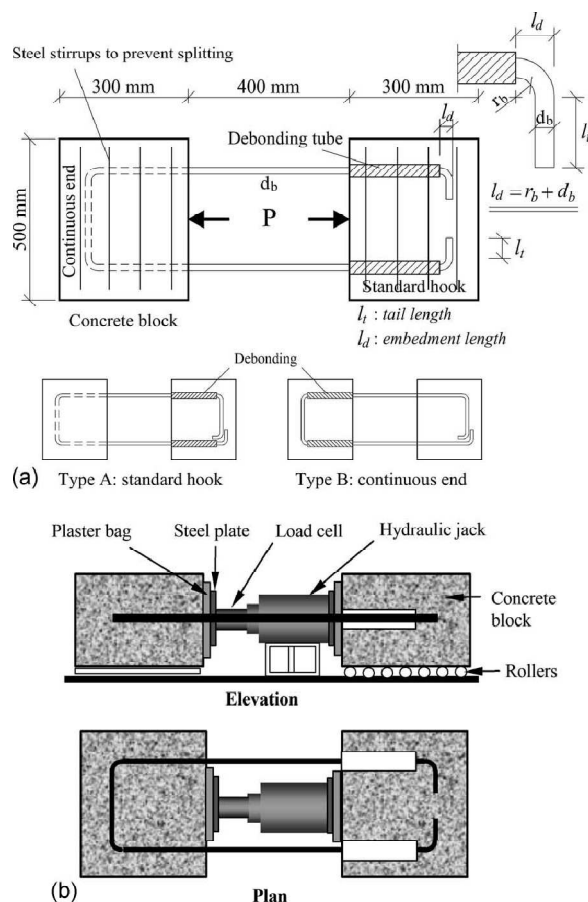 Steel stirrups to prevent splitting
300 mm
400 mm
300 mm
l_d
r_b
d_b
l_d
Debonding tube
d_b
500 mm
Continuous end
P
l_d = r_b + d_b
l_t
Standard hook
Concrete block
l_t : tail length
l_d : embedment length
Debonding
(a)
Type A: standard hook
Type B: continuous end
Plaster bag
Steel plate
Load cell
Hydraulic jack
Concrete
block
Rollers
Elevation
(b)
Plan